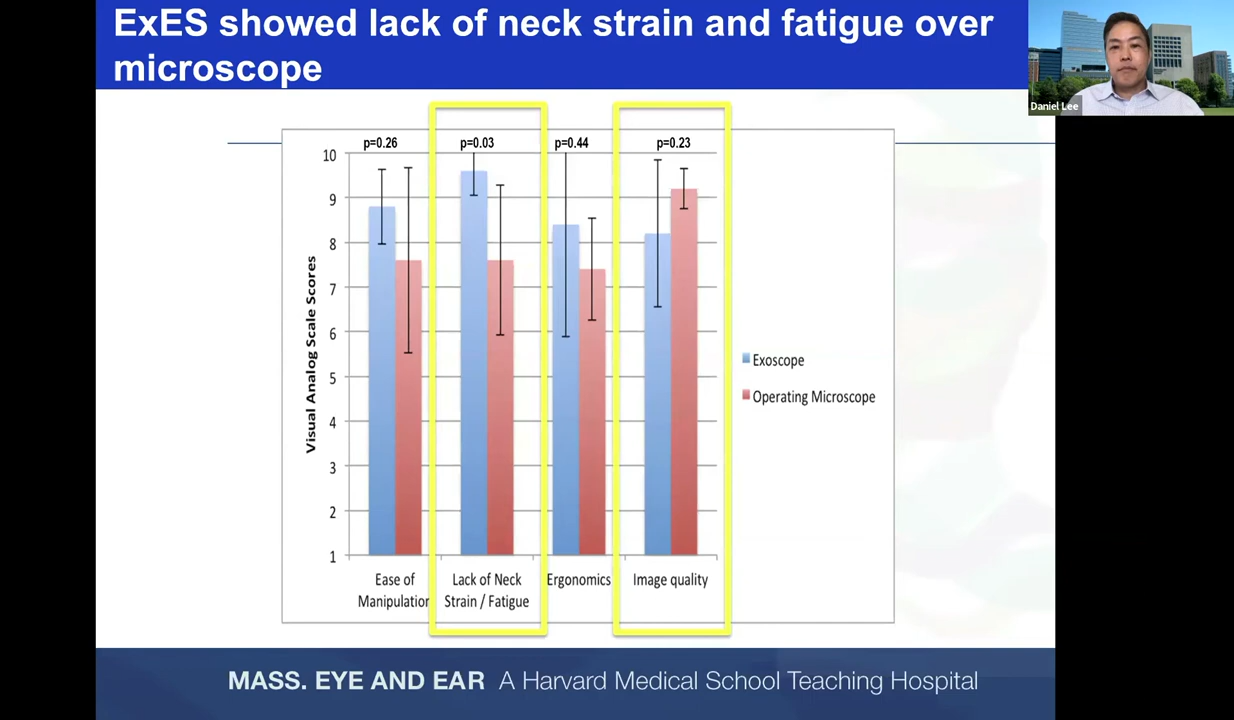 ExES showed lack of neck strain and fatigue over
microscope
Daniel Lee
p=0.26
p=0.03
p=0.44
p=0.23
Visual Analog Scale Scores
10
9
8
7
6
5
4
3
2
1
Ease of
Manipulation
Lack of Neck
Strain / Fatigue
Ergonomics
Image quality
Exoscope
Operating Microscope
MASS. EYE AND EAR A Harvard Medical School Teaching Hospital